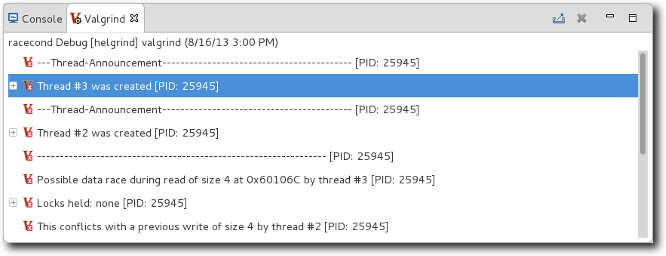 Console Valgrind
racecond Debug [helgrind] valgrind (8/16/13 3:00 PM)
---Thread-Announcement------------------------------------------ [PID: 25945]
Thread #3 was created [PID: 25945]
---Thread-Announcement------------------------------------------ [PID: 25945]
Thread #2 was created [PID: 25945]
---------------------------------------------------------------- [PID: 25945]
Possible data race during read of size 4 at 0x60106C by thread #3 [PID: 25945]
Locks held: none [PID: 25945]
This conflicts with a previous write of size 4 by thread #2 [PID: 25945]